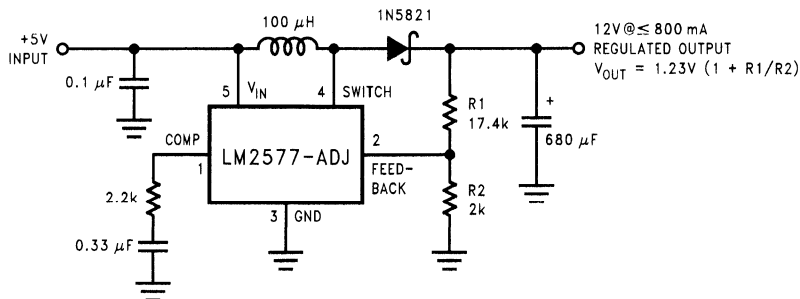 100 μH
1N5821
+5V
INPUT
12V@≤ 800 mA
REGULATED OUTPUT
VOUT = 1.23V (1 + R1/R2)
0.1 μF
5
VIN
4
SWITCH
R1
17.4k
+
680 μF
COMP
1
LM2577-ADJ
2
FEED-
BACK
2.2k
R2
2k
3
GND
0.33 μF